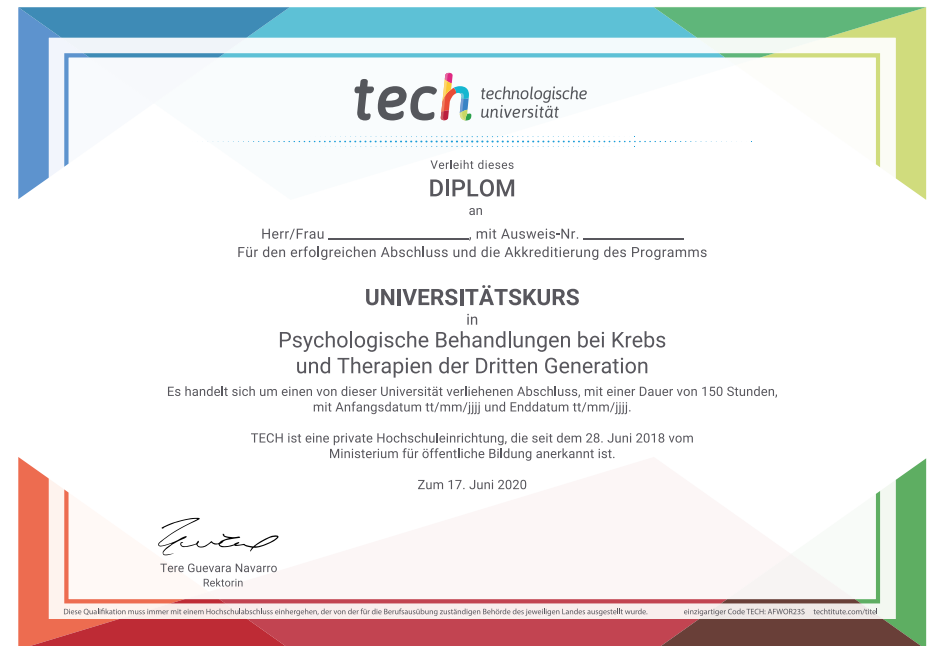 tech technologische
universität
Verleiht dieses
DIPLOM
an
Herr/Frau ____________________, mit Ausweis-Nr. ______________
Für den erfolgreichen Abschluss und die Akkreditierung des Programms
UNIVERSITÄTSKURS
in
Psychologische Behandlungen bei Krebs
und Therapien der Dritten Generation
Es handelt sich um einen von dieser Universität verliehenen Abschluss, mit einer Dauer von 150 Stunden,
mit Anfangsdatum tt/mm/jjjj und Enddatum tt/mm/jjjj.
TECH ist eine private Hochschuleinrichtung, die seit dem 28. Juni 2018 vom
Ministerium für öffentliche Bildung anerkannt ist.
Zum 17. Juni 2020
Tere Guevara Navarro
Rektorin
Diese Qualifikation muss immer mit einem Hochschulabschluss einhergehen, der von der für die Berufsausübung zuständigen Behörde des jeweiligen Landes ausgestellt wurde. einzigartiger Code TECH: AFWOR23S techtitute.com/titel